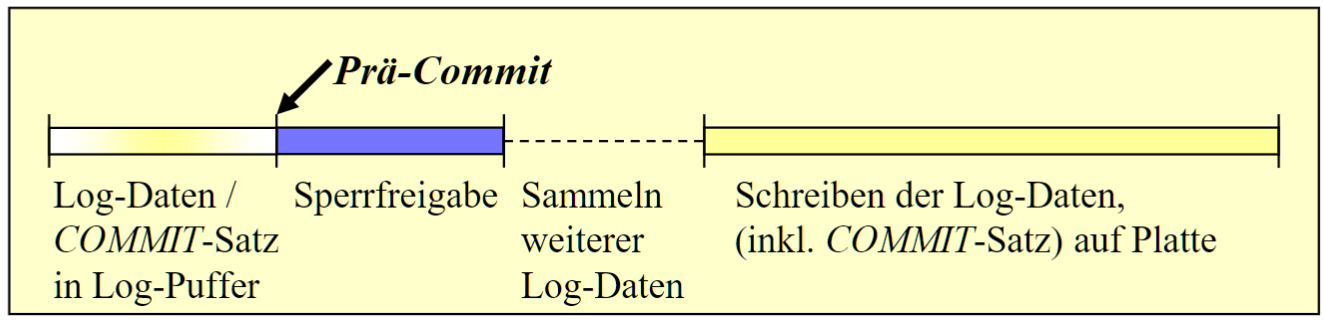 Prä-Commit
Log-Daten /
COMMIT-Satz
in Log-Puffer
Sperrfreigabe
Sammeln
weiterer
Log-Daten
Schreiben der Log-Daten,
(inkl. COMMIT-Satz) auf Platte